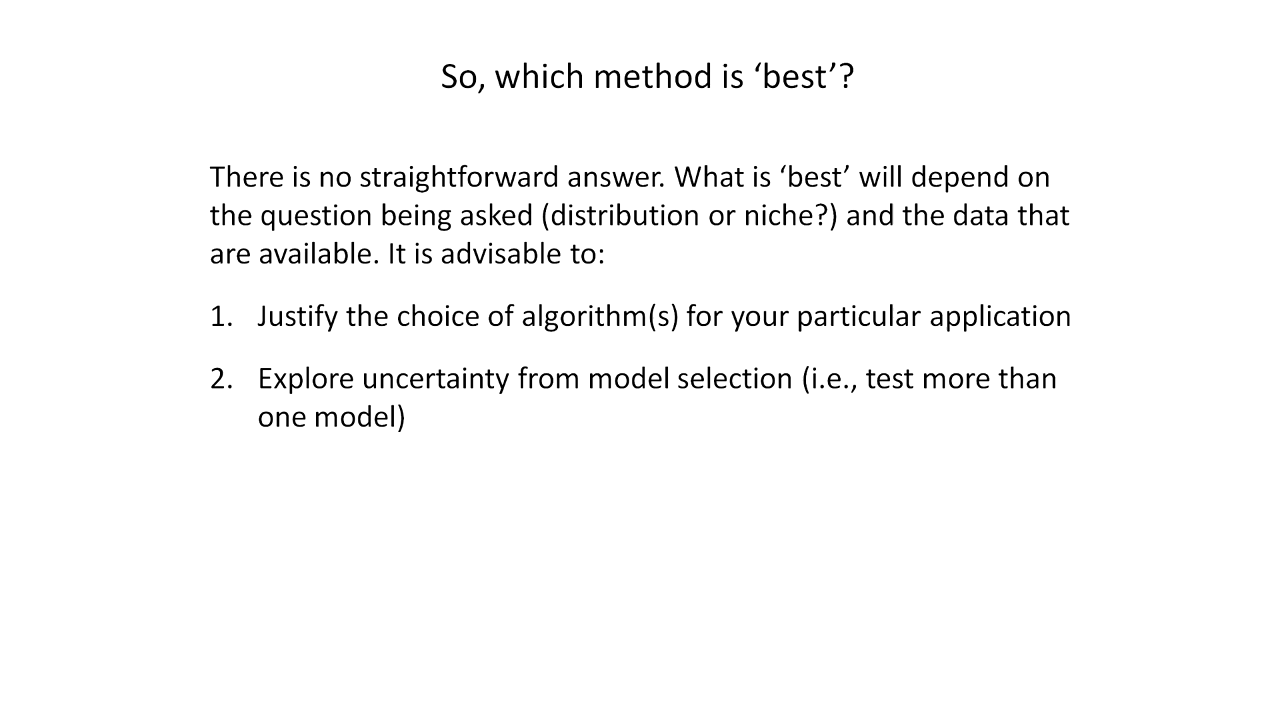 So, which method is ‘best’?
There is no straightforward answer. What is ‘best’ will depend on
the question being asked (distribution or niche?) and the data that
are available. It is advisable to:
1. Justify the choice of algorithm(s) for your particular application
2. Explore uncertainty from model selection (i.e., test more than
one model)